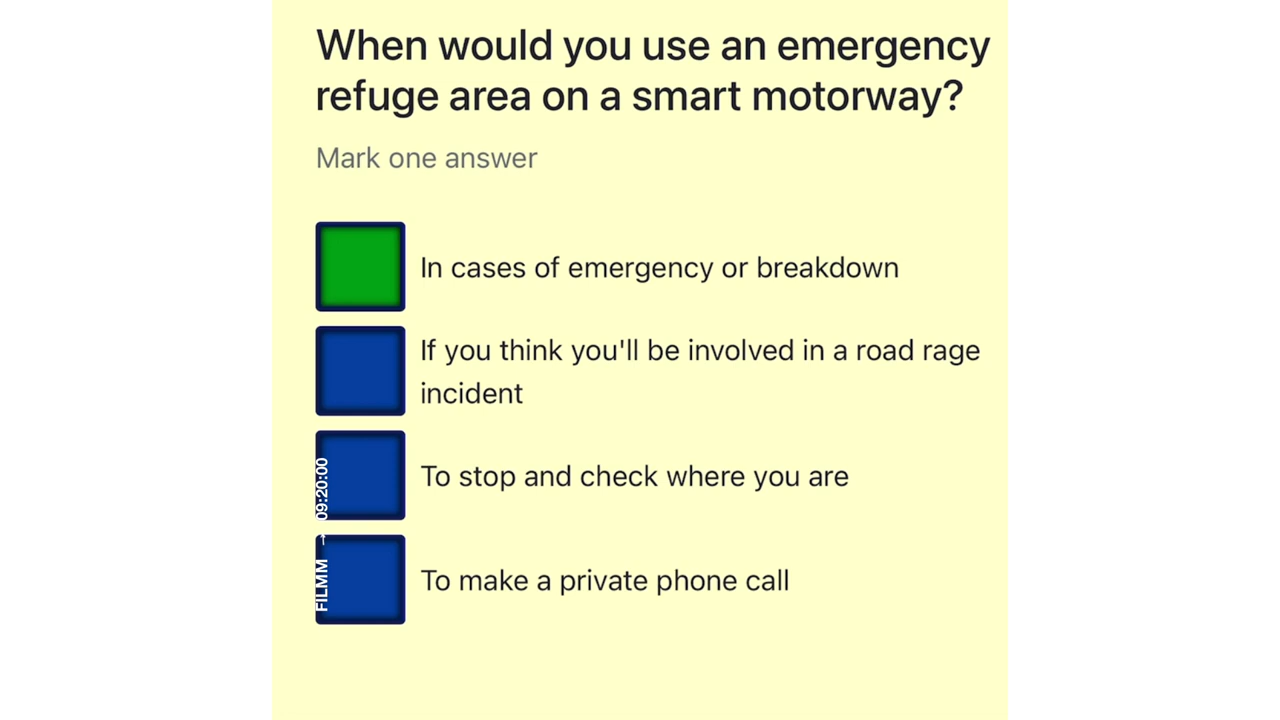 When would you use an emergency
refuge area on a smart motorway?
Mark one answer
In cases of emergency or breakdown
If you think you'll be involved in a road rage
incident
To stop and check where you are
To make a private phone call
FILMM → 09:20:00